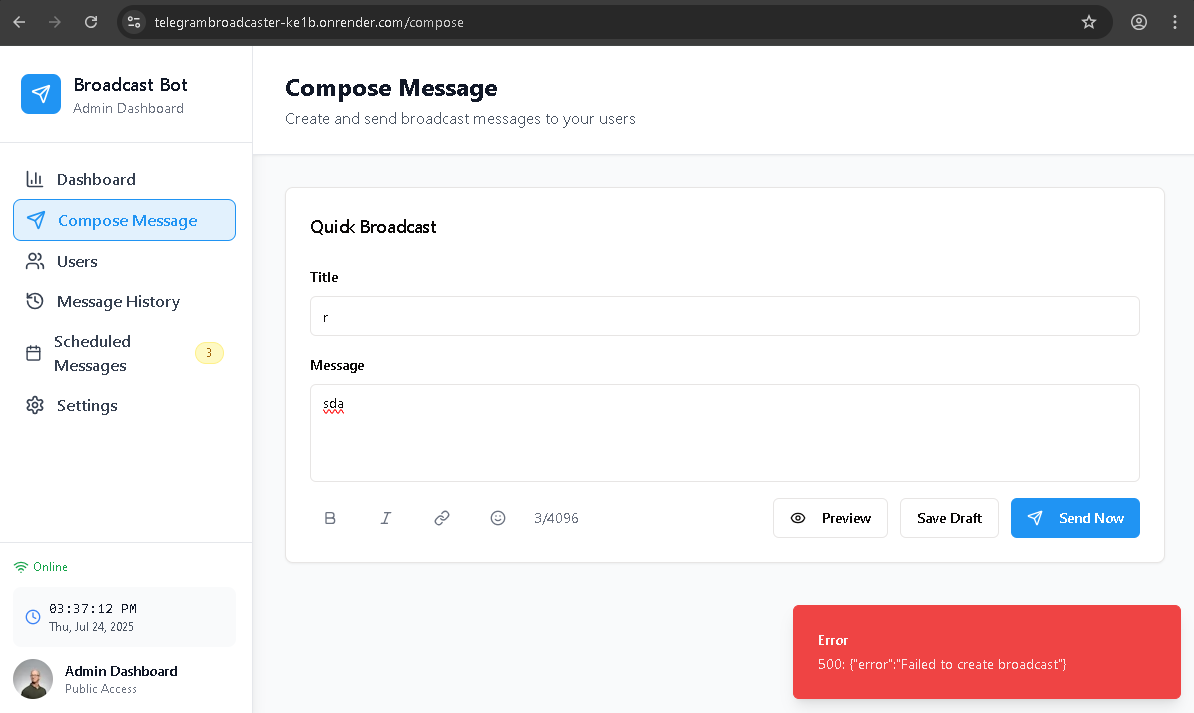 telegrambroadcaster-ke1b.onrender.com/compose
Broadcast Bot
Admin Dashboard
Dashboard
Compose Message
Users
Message History
Scheduled
Messages
3
Settings
Online
03:37:12 PM
Thu, Jul 24, 2025
Admin Dashboard
Public Access
Compose Message
Create and send broadcast messages to your users
Quick Broadcast
Title
r
Message
sda
B I 3/4096 Preview Save Draft Send Now
Error
500: {"error":"Failed to create broadcast"}